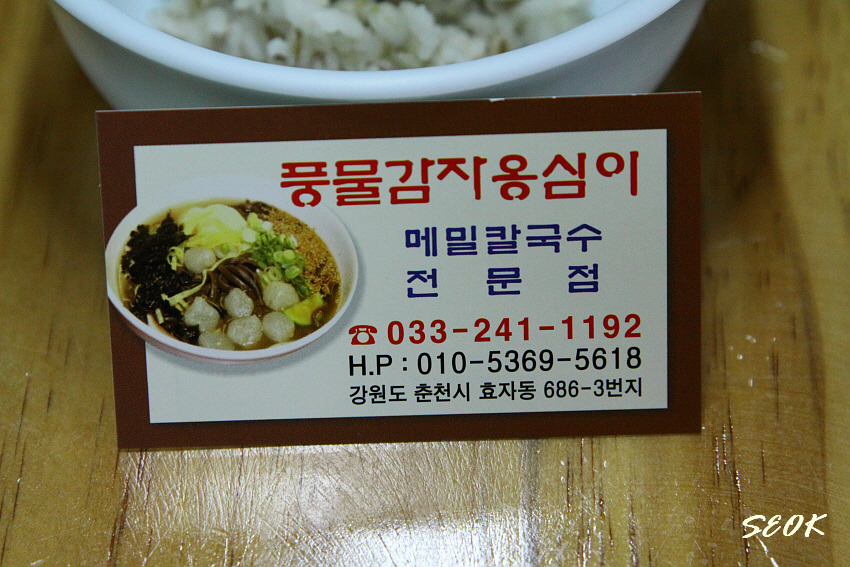 풍물감자옹심이
메밀칼국수
전 문 점
☎ 033-241-1192
H.P : 010-5369-5618
강원도 춘천시 효자동 686-3번지
SEOK